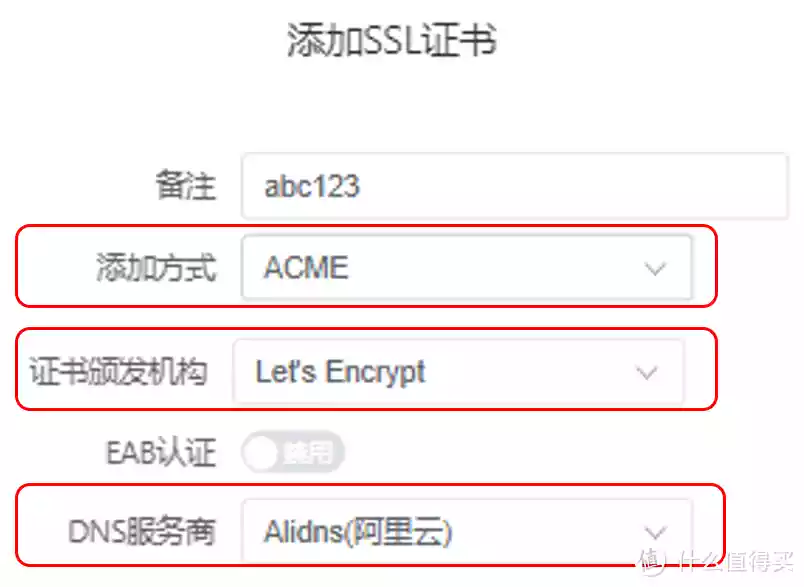 添加SSL证书
备注 abc123
添加方式 ACME
证书颁发机构 Let's Encrypt
EAB认证 禁用
DNS服务商 Alidns(阿里云)
值 什么值得买